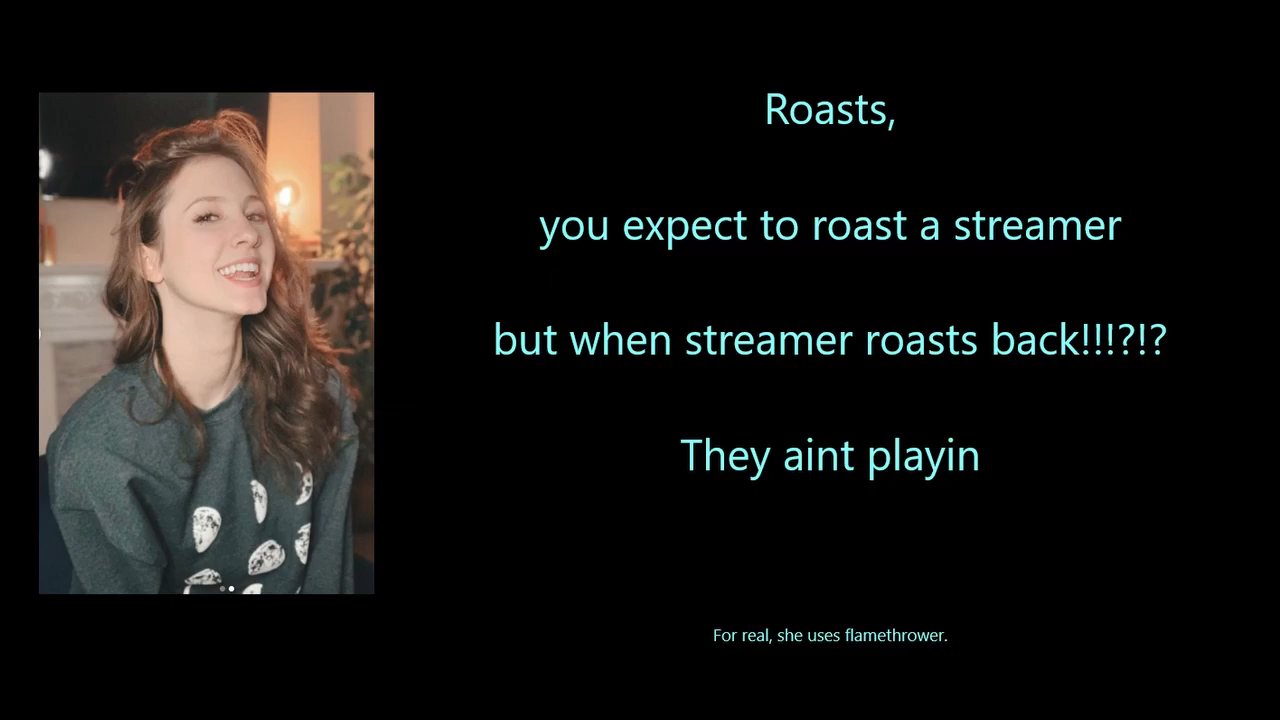 Roasts,
you expect to roast a streamer
but when streamer roasts back!!!?!?
They aint playin
For real, she uses flamethrower.